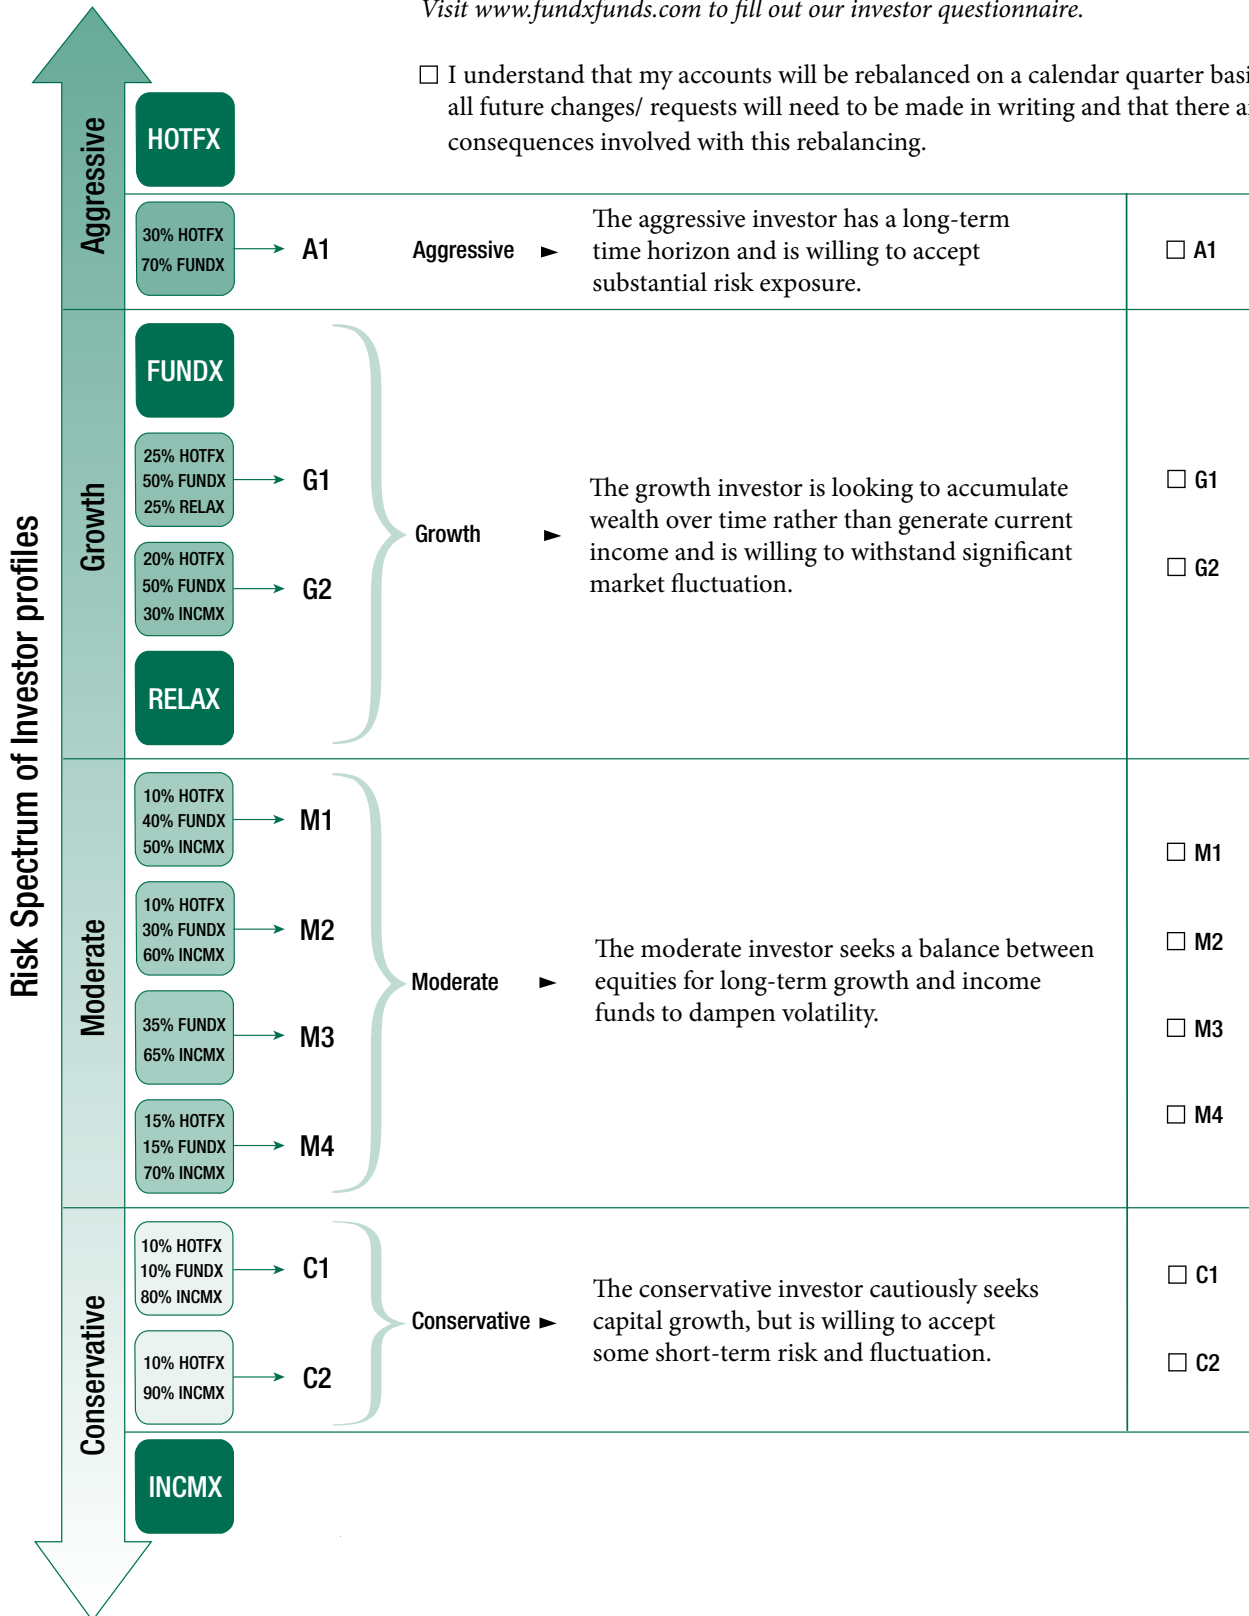 Visit www.fundxfunds.com to fill out our investor questionnaire.
I understand that my accounts will be rebalanced on a calendar quarter basi
all future changes/ requests will need to be made in writing and that there a
consequences involved with this rebalancing.
Risk Spectrum of Investor profiles
Aggressive
HOTFX
30% HOTFX
70% FUNDX
A1
Aggressive ►
The aggressive investor has a long-term
time horizon and is willing to accept
substantial risk exposure.
A1
Growth
FUNDX
25% HOTFX
50% FUNDX
25% RELAX
G1
20% HOTFX
50% FUNDX
30% INCMX
G2
RELAX
Growth ►
The growth investor is looking to accumulate
wealth over time rather than generate current
income and is willing to withstand significant
market fluctuation.
G1
G2
Moderate
10% HOTFX
40% FUNDX
50% INCMX
M1
10% HOTFX
30% FUNDX
60% INCMX
M2
35% FUNDX
65% INCMX
M3
15% HOTFX
15% FUNDX
70% INCMX
M4
Moderate ►
The moderate investor seeks a balance between
equities for long-term growth and income
funds to dampen volatility.
M1
M2
M3
M4
Conservative
10% HOTFX
10% FUNDX
80% INCMX
C1
10% HOTFX
90% INCMX
C2
Conservative ►
The conservative investor cautiously seeks
capital growth, but is willing to accept
some short-term risk and fluctuation.
C1
C2
INCMX